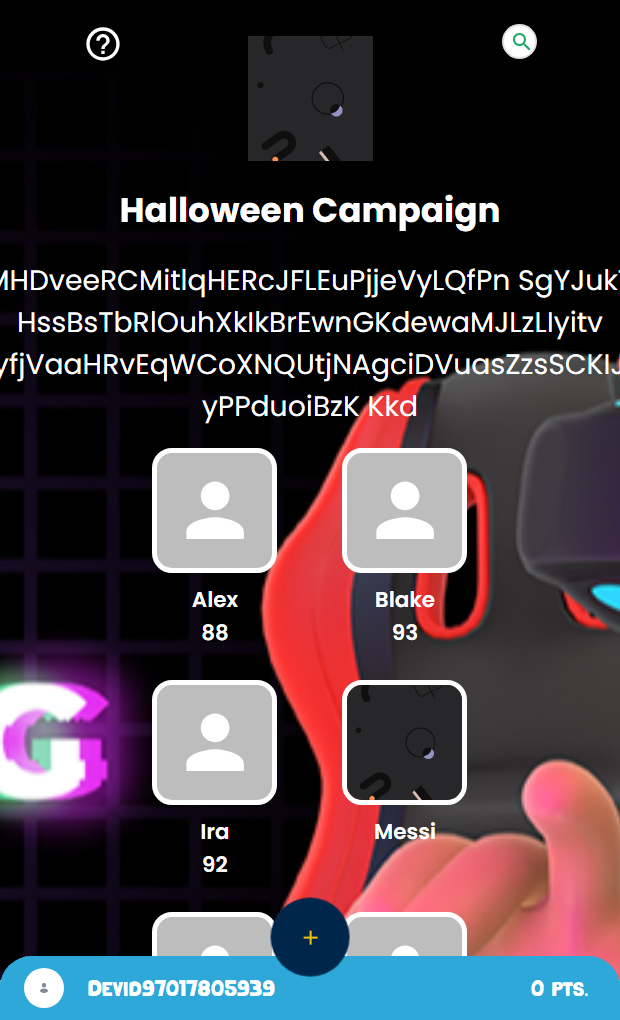 Halloween Campaign
MHDveeRCMitlqHERcJFLEuPjjeVyLQfPn SgYJuk
HssBsTbRlOuhXkIkBrEwnGKdewaMJLzLIyitv
yfjVaaHRvEqWCoXNQUtjNAgciDVuasZzsSCKIJ
yPPduoiBzK Kkd
Alex Blake
88 93
Ira Messi
92
G
+
Devid97017805939 0 PTS.